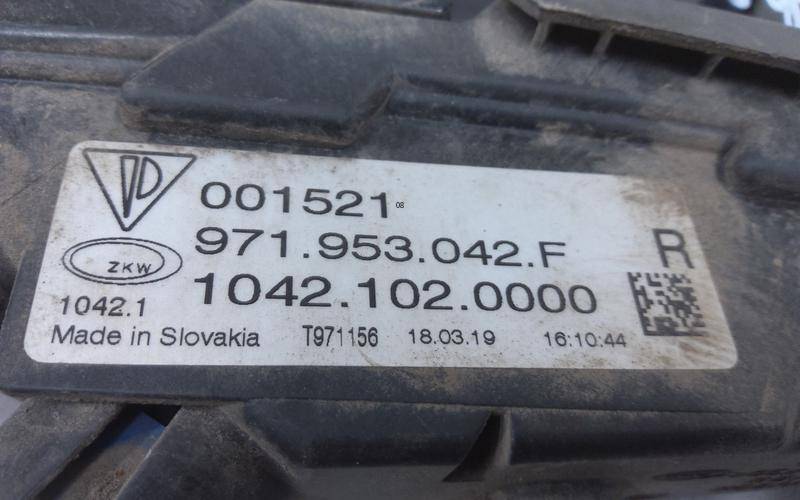 001521 08
971.953.042.F
R
ZKW
1042.102.0000
1042.1
Made in Slovakia T971156 18.03.19 16:10:44